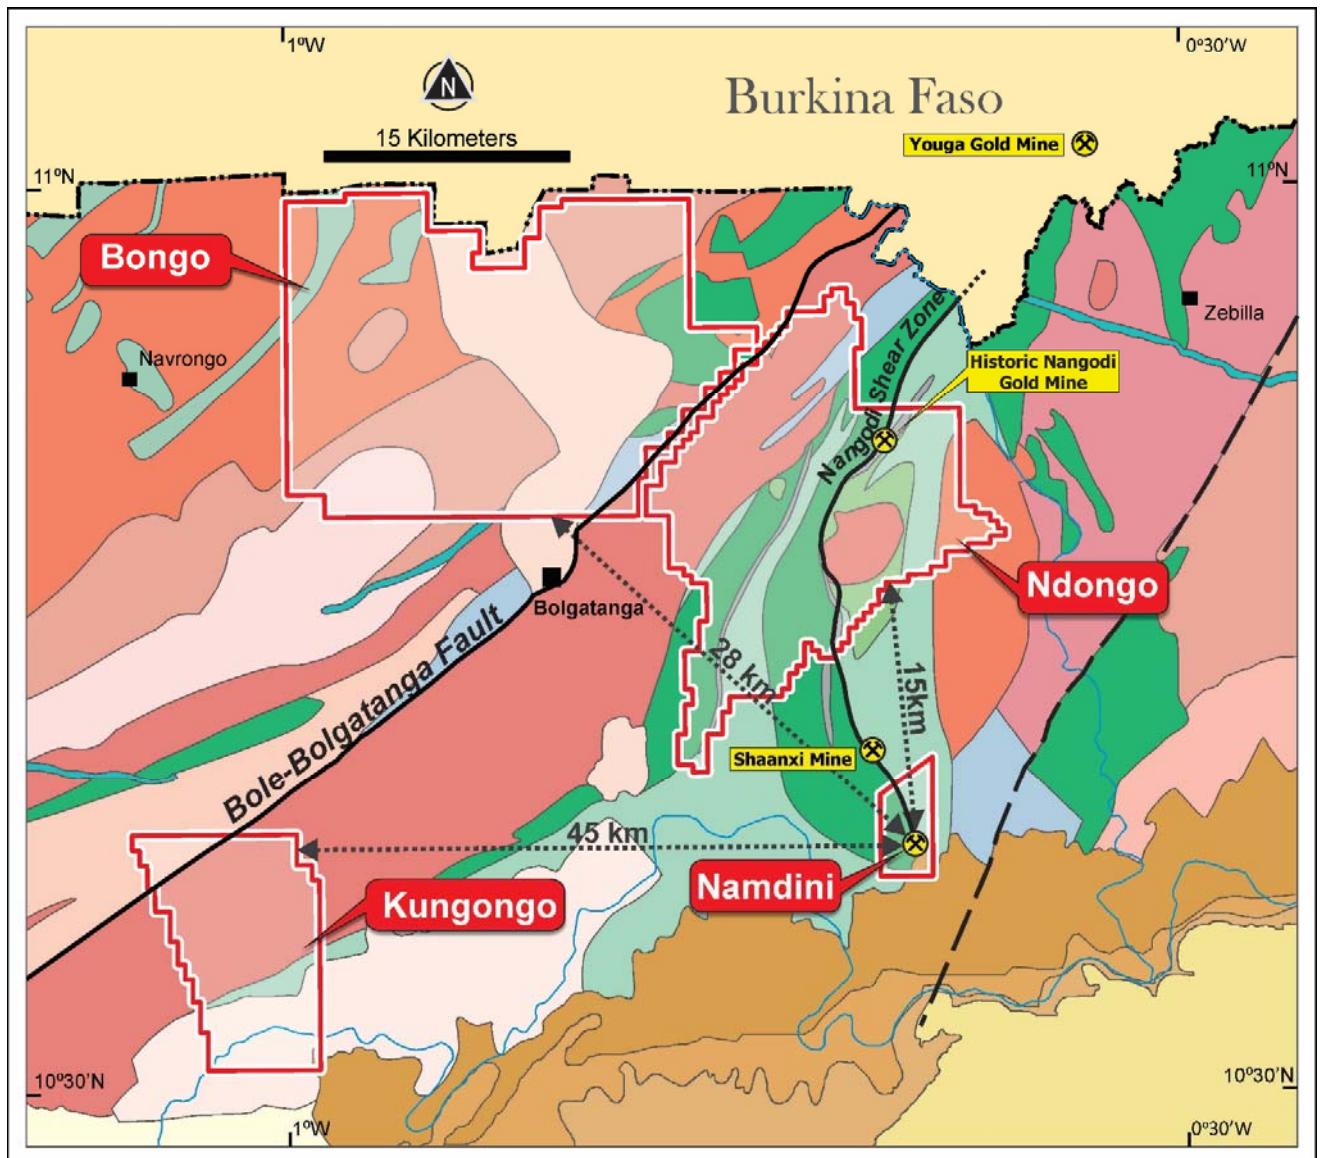 1ºW
0º30'W
N
Burkina Faso
15 Kilometers
Youga Gold Mine
11ºN
11ºN
Bongo
Zebilla
Navrongo
Nangodi Shear Zone
Historic Nangodi
Gold Mine
Ndongo
Bolgatanga
Bole-Bolgatanga Fault
28 km
15km
Shaanxi Mine
45 km
Namdini
Kungongo
10º30'N
10º30'N
1ºW
0º30'W